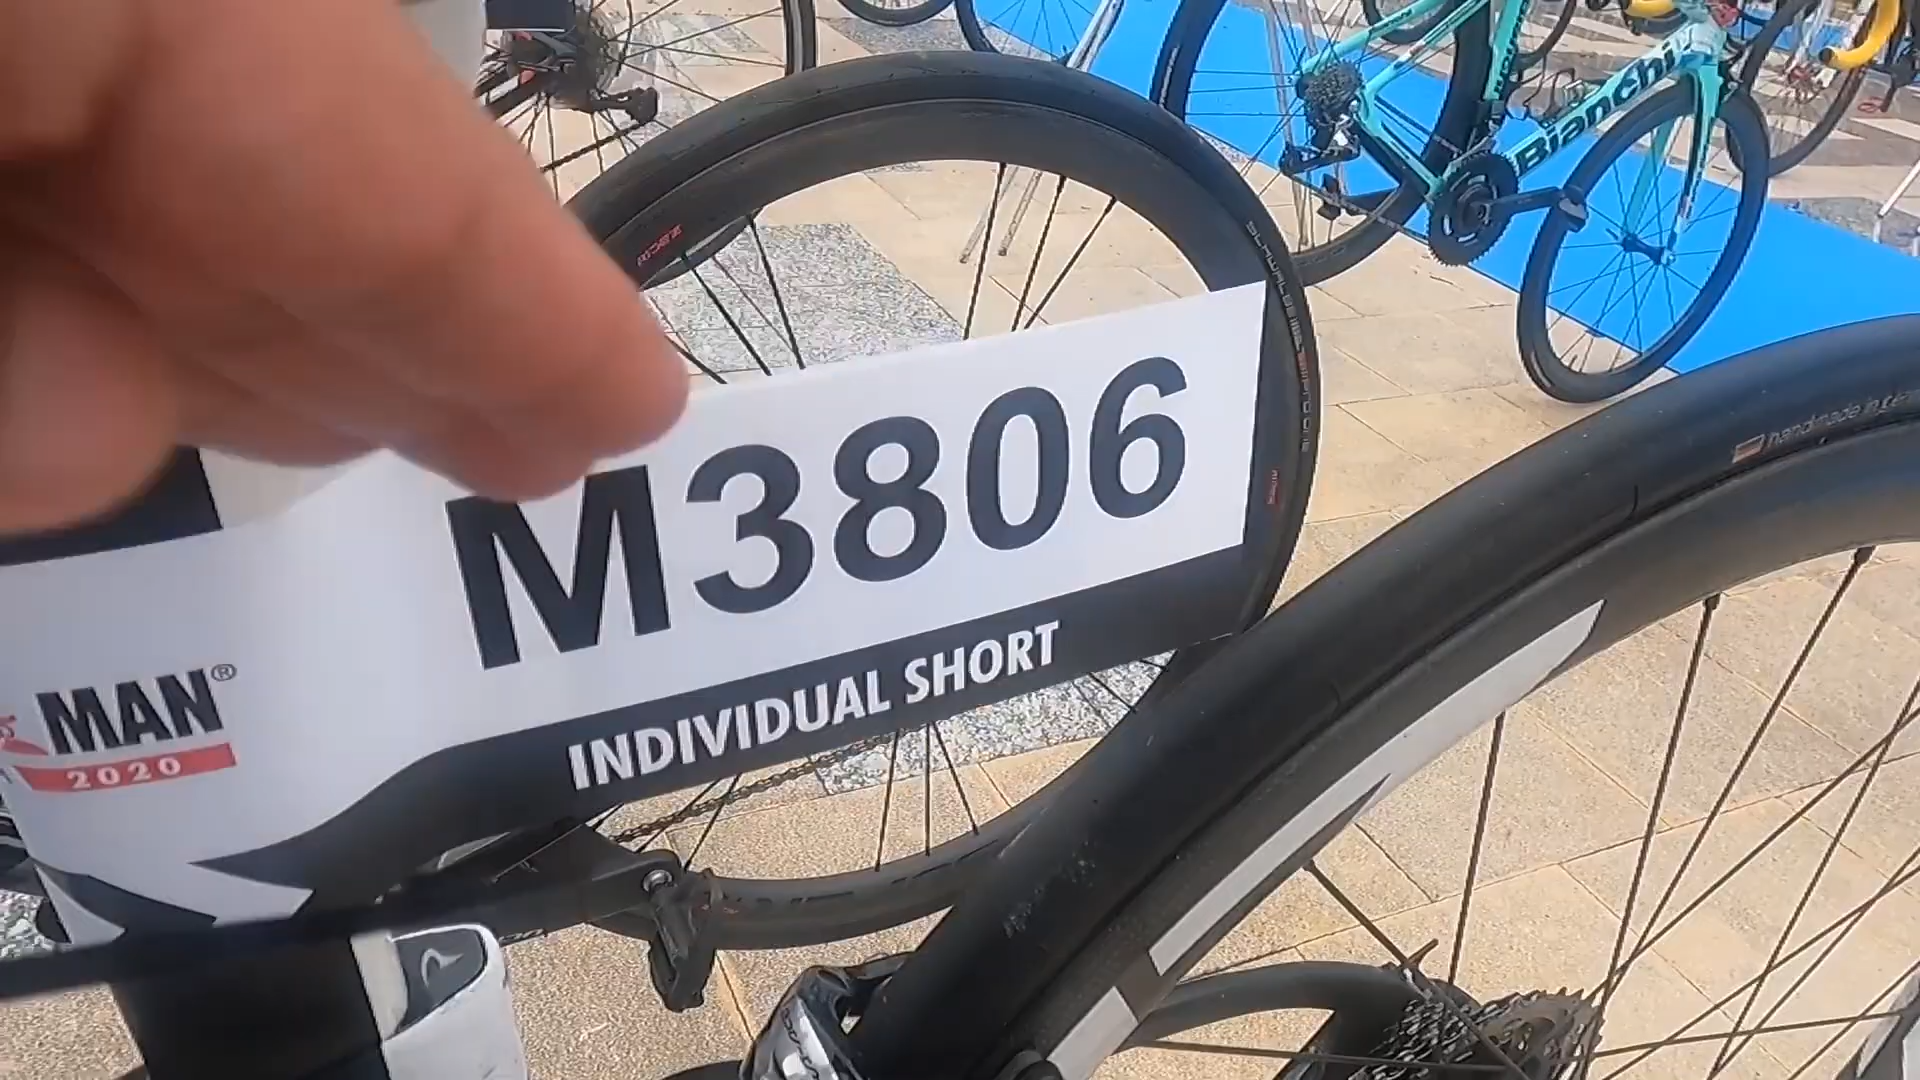 Bianchi
M3806
INDIVIDUAL SHORT
MAN®
2020
handmade in